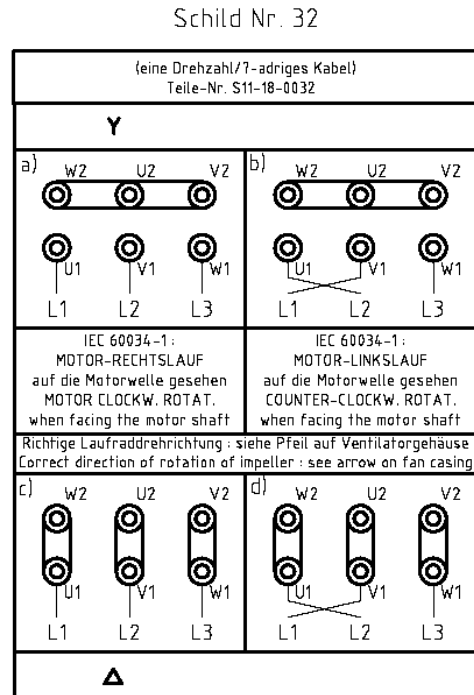 Schild Nr. 32
(eine Drehzahl/7-adriges Kabel)
Teile-Nr. S11-18-0032
Y
a) W2 U2 V2
U1 V1 W1
L1 L2 L3
b) W2 U2 V2
U1 V1 W1
L1 L2 L3
IEC 60034-1:
MOTOR-RECHTSLAUF
auf die Motorwelle gesehen
MOTOR CLOCKW. ROTAT.
when facing the motor shaft
IEC 60034-1:
MOTOR-LINKSLAUF
auf die Motorwelle gesehen
COUNTER-CLOCKW. ROTAT.
when facing the motor shaft
Richtige Laufraddrehrichtung : siehe Pfeil auf Ventilatorgehäuse
Correct direction of rotation of impeller : see arrow on fan casing
c) W2 U2 V2
U1 V1 W1
L1 L2 L3
d) W2 U2 V2
U1 V1 W1
L1 L2 L3
Δ